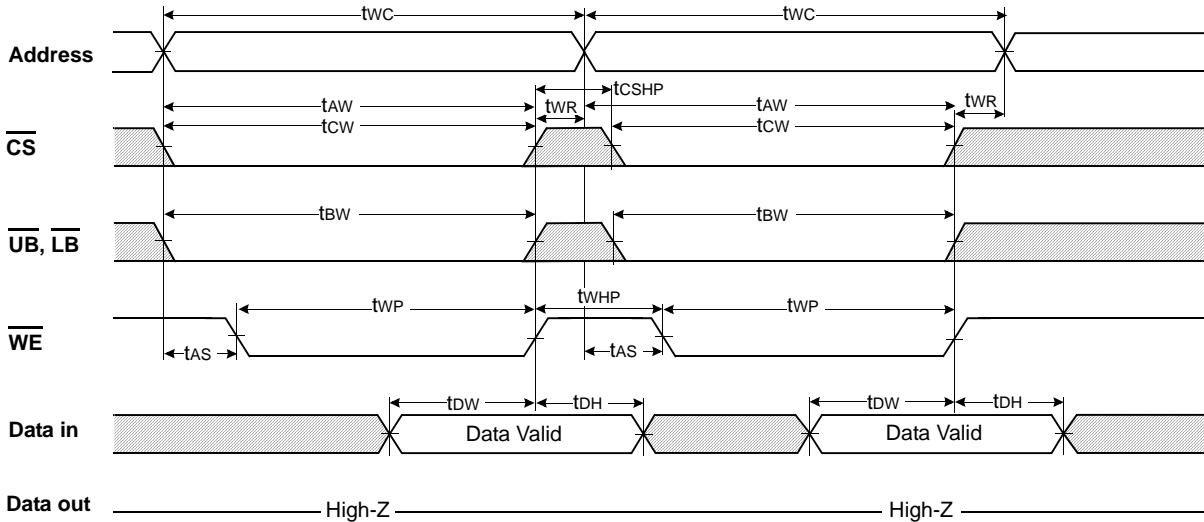 tWC tWC
Address
tCSHP
tAW tWR tAW tWR
tCW tCW
CS
tBW tBW
UB, LB
tWP tWHP tWP
WE
tAS tAS
tDW tDH tDW tDH
Data in Data Valid Data Valid
Data out High-Z High-Z